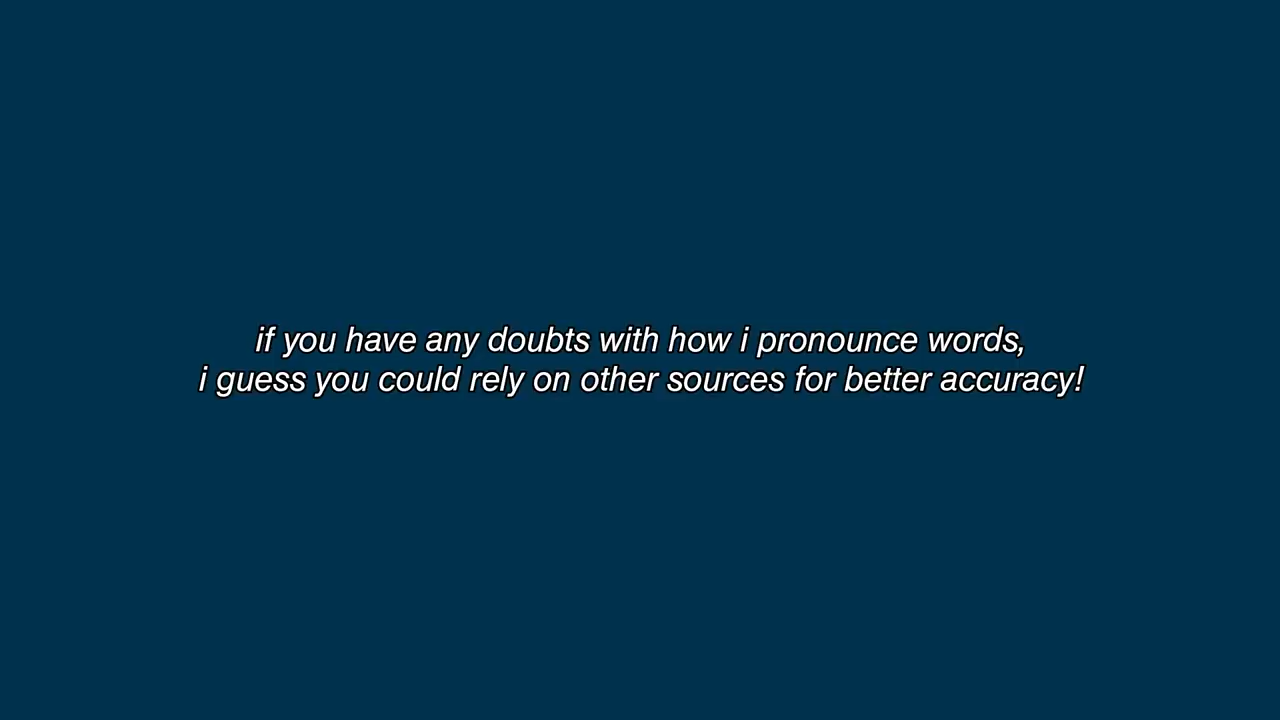 if you have any doubts with how i pronounce words,
i guess you could rely on other sources for better accuracy!